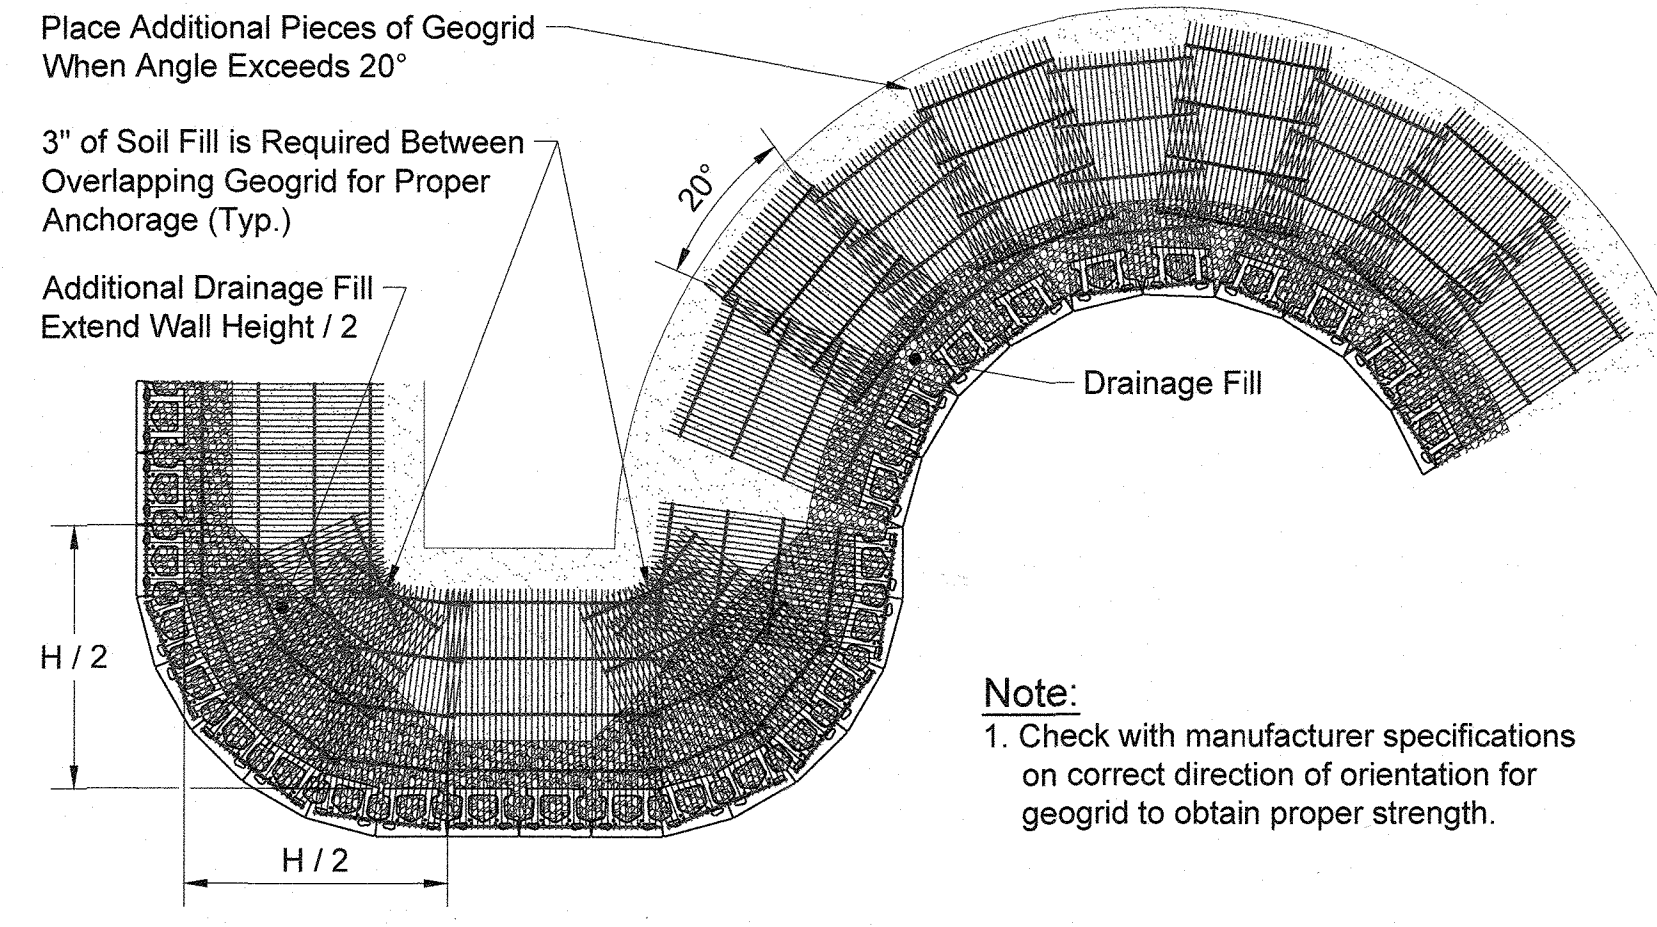 Place Additional Pieces of Geogrid
When Angle Exceeds 20°
3" of Soil Fill is Required Between
Overlapping Geogrid for Proper
Anchorage (Typ.)
Additional Drainage Fill
Extend Wall Height / 2
20°
Drainage Fill
H / 2
H / 2
Note:
1. Check with manufacturer specifications
on correct direction of orientation for
geogrid to obtain proper strength.